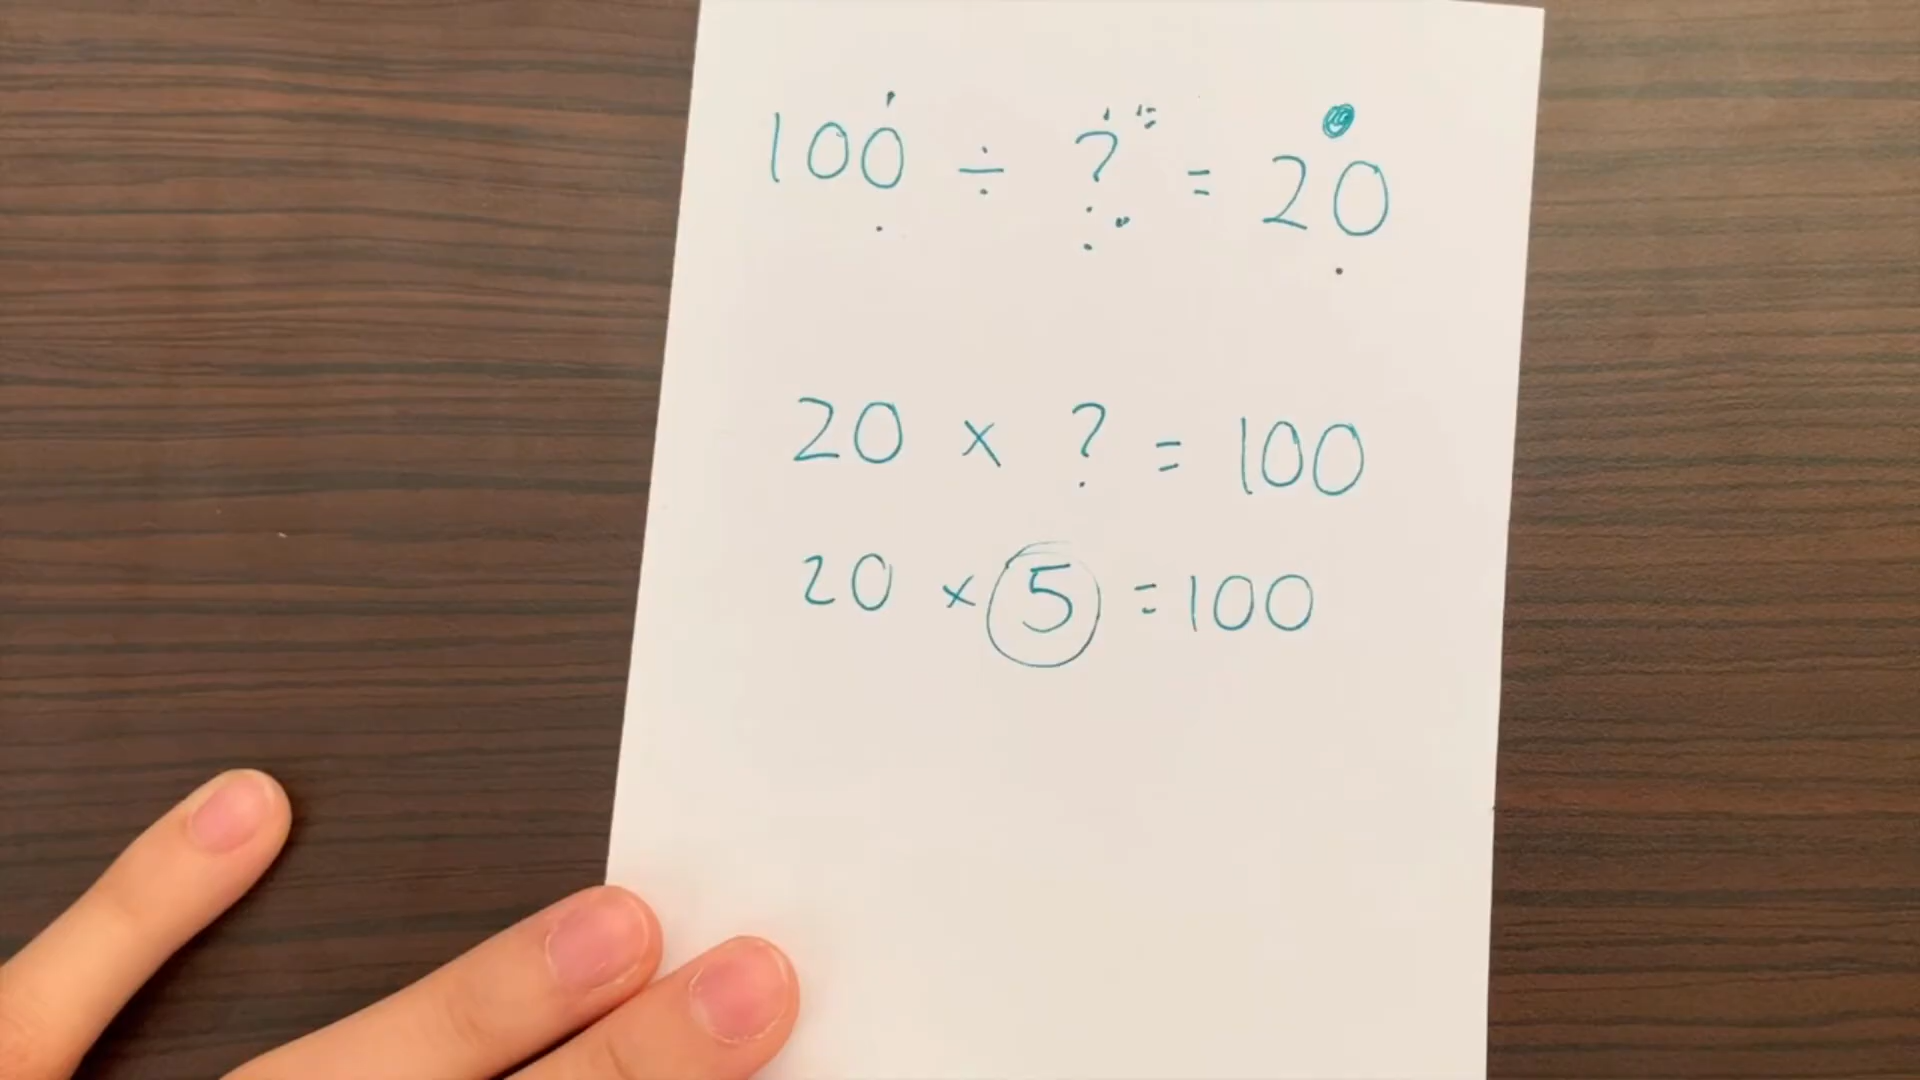 100 ÷ ? = 20
20 × ? = 100
20 × 5 = 100